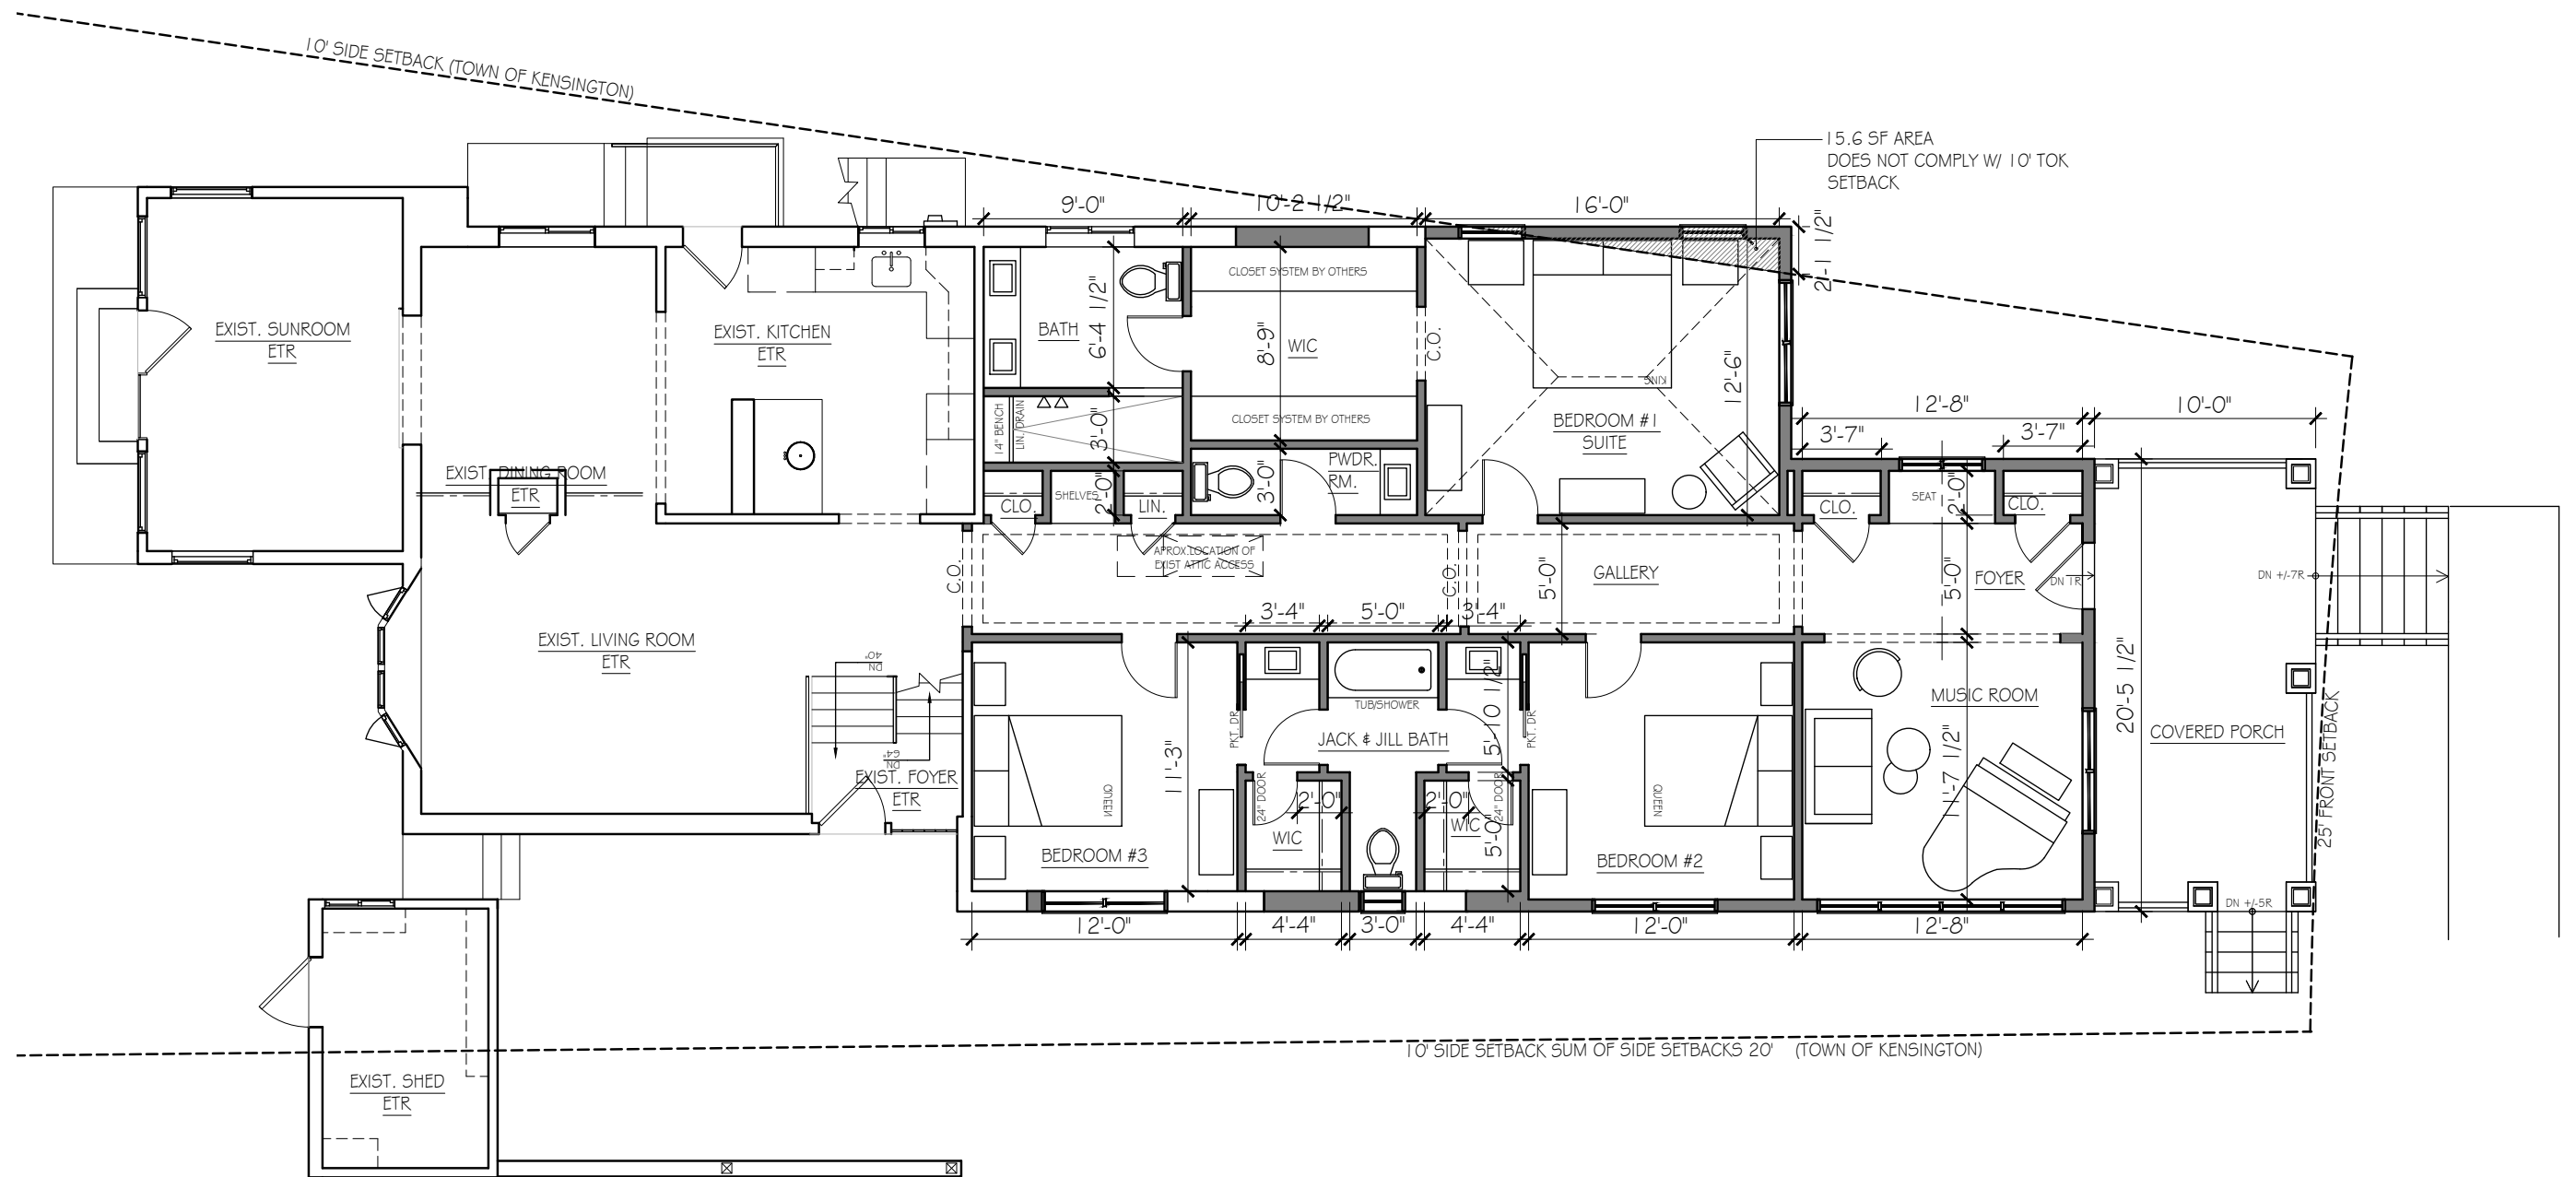 10' SIDE SETBACK (TOWN OF KENSINGTON)
15.6 SF AREA
DOES NOT COMPLY W/ 10' TOK
SETBACK
9'-0"
10'-2 1/2"
16'-0"
2'-1 1/2"
EXIST. SUNROOM
ETR
EXIST. KITCHEN
ETR
BATH
6'-4 1/2"
CLOSET SYSTEM BY OTHERS
8'-9"
WIC
CLOSET SYSTEM BY OTHERS
C.O.
KING
12'-6"
BEDROOM #1
SUITE
12'-8"
10'-0"
3'-7"
3'-7"
14" BENCH
LIN. DRAIN
3'-0"
EXIST. DINING ROOM
ETR
CLO.
SHELVES
2'-0"
LIN.
3'-0"
PWDR.
RM.
CLO.
SEAT
2'-0"
CLO.
C.O.
APROX.LOCATION OF
EXIST ATTIC ACCESS
C.O.
5'-0"
GALLERY
5'-0"
FOYER
DN 1R
DN +/-7R
3'-4"
5'-0"
3'-4"
EXIST. LIVING ROOM
ETR
DN
40"
DN
64"
EXIST. FOYER
ETR
11'-3"
QUEEN
BEDROOM #3
PKT. DR
TUB/SHOWER
JACK & JILL BATH
5'-10 1/2"
PKT. DR
24" DOOR
2'-0"
WIC
2'-0"
WIC
24" DOOR
5'-0"
QUEEN
BEDROOM #2
MUSIC ROOM
11'-7 1/2"
20'-5 1/2"
COVERED PORCH
25' FRONT SETBACK
DN +/-5R
12'-0"
4'-4"
3'-0"
4'-4"
12'-0"
12'-8"
10' SIDE SETBACK SUM OF SIDE SETBACKS 20' (TOWN OF KENSINGTON)
EXIST. SHED
ETR